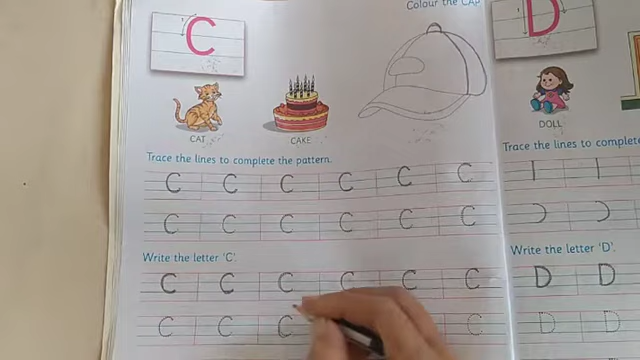 Colour the CAP
C
D
CAT
CAKE
DOLL
Trace the lines to complete the pattern.
C C C C C C
C C C C C C
Write the letter 'C'.
C C C C C C
C C C C
Trace the lines to complete
Write the letter 'D'.
D D
D D